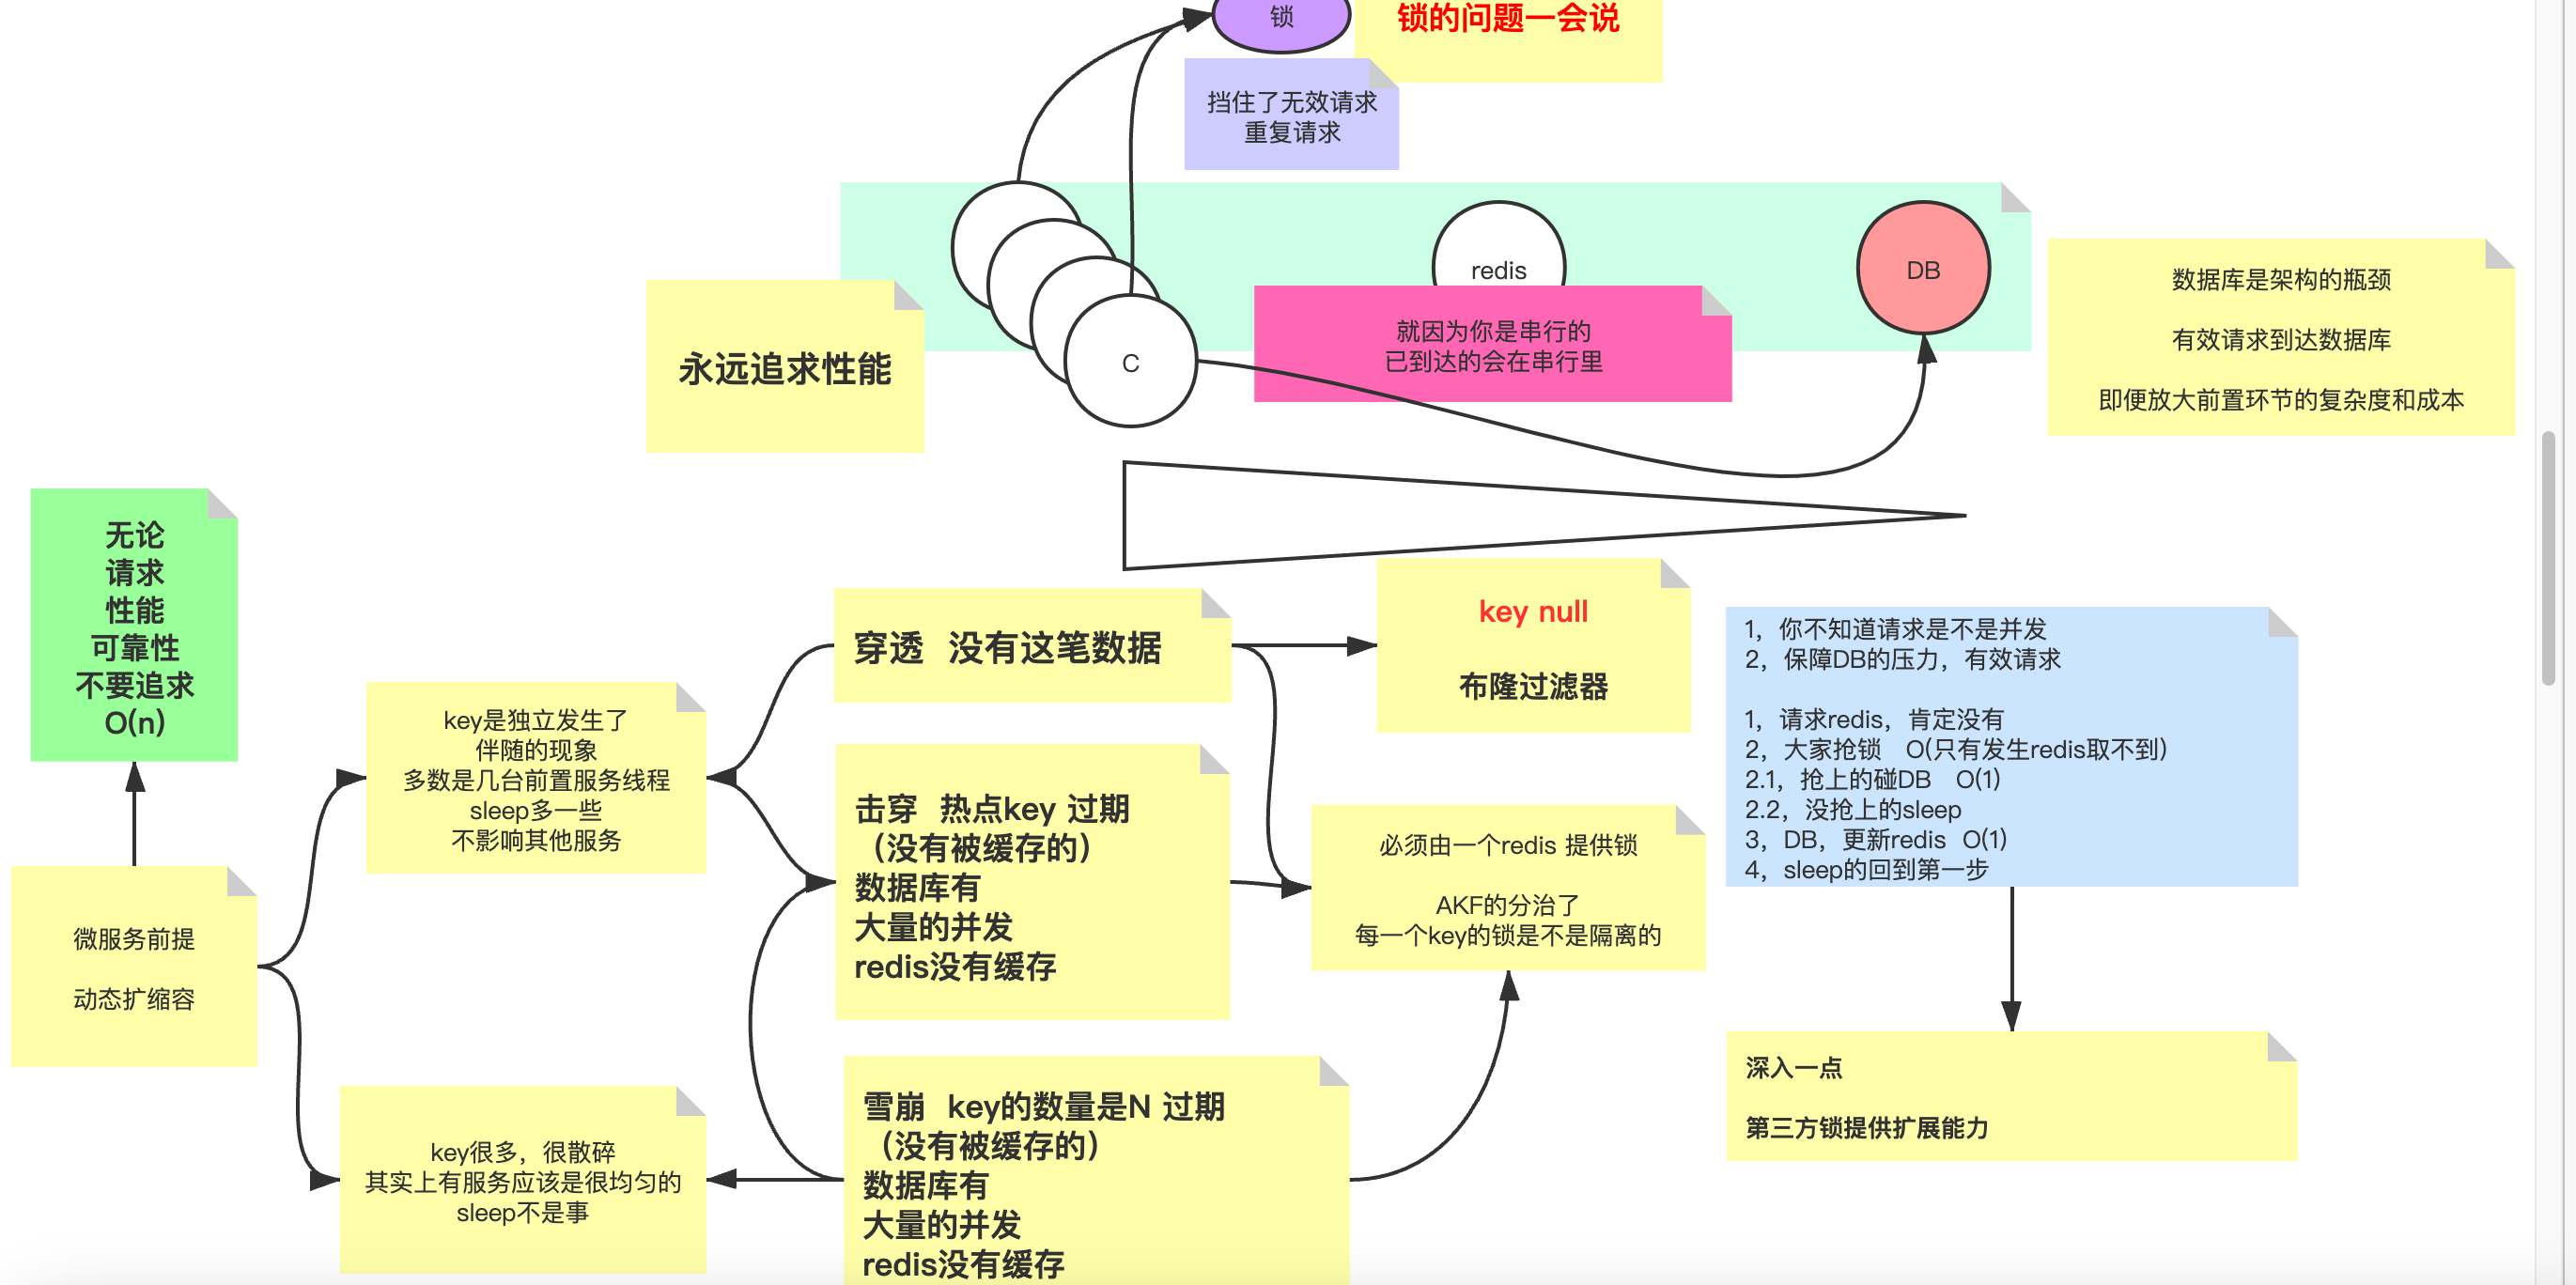 锁
锁的问题一会说
挡住了无效请求
重复请求
redis
DB
C
就因为你是串行的
已到达的会在串行里
永远追求性能
数据库是架构的瓶颈
有效请求到达数据库
即便放大前置环节的复杂度和成本
无论
请求
性能
可靠性
不要追求
O(n)
微服务前提
动态扩缩容
key是独立发生了
伴随的现象
多数是几台前置服务线程
sleep多一些
不影响其他服务
key很多，很散碎
其实上有服务应该是很均匀的
sleep不是事
穿透 没有这笔数据
击穿 热点key 过期
（没有被缓存的）
数据库有
大量的并发
redis没有缓存
雪崩 key的数量是N 过期
（没有被缓存的）
数据库有
大量的并发
redis没有缓存
key null
布隆过滤器
必须由一个redis 提供锁
AKF的分治了
每一个key的锁是不是隔离的
1，你不知道请求是不是并发
2，保障DB的压力，有效请求
1，请求redis，肯定没有
2，大家抢锁 O(只有发生redis取不到)
2.1，抢上的碰DB O(1)
2.2，没抢上的sleep
3，DB，更新redis O(1)
4，sleep的回到第一步
深入一点
第三方锁提供扩展能力